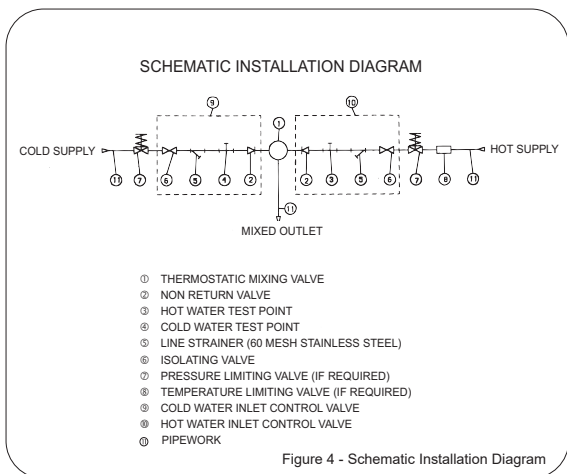 SCHEMATIC INSTALLATION DIAGRAM
⑨ ① ⑩
COLD SUPPLY HOT SUPPLY
⑪ ⑦ ⑥ ⑤ ④ ② ② ③ ⑤ ⑥ ⑦ ⑧ ⑪
⑪
MIXED OUTLET
① THERMOSTATIC MIXING VALVE
② NON RETURN VALVE
③ HOT WATER TEST POINT
④ COLD WATER TEST POINT
⑤ LINE STRAINER (60 MESH STAINLESS STEEL)
⑥ ISOLATING VALVE
⑦ PRESSURE LIMITING VALVE (IF REQUIRED)
⑧ TEMPERATURE LIMITING VALVE (IF REQUIRED)
⑨ COLD WATER INLET CONTROL VALVE
⑩ HOT WATER INLET CONTROL VALVE
⑪ PIPEWORK
Figure 4 - Schematic Installation Diagram